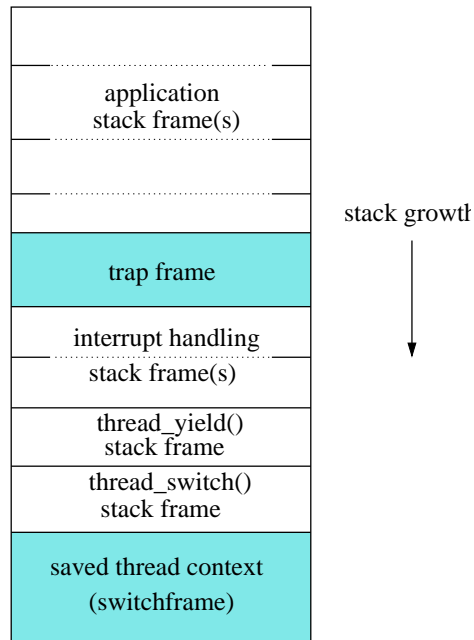 application
stack frame(s)
stack growth
trap frame
interrupt handling
stack frame(s)
thread_yield()
stack frame
thread_switch()
stack frame
saved thread context
(switchframe)